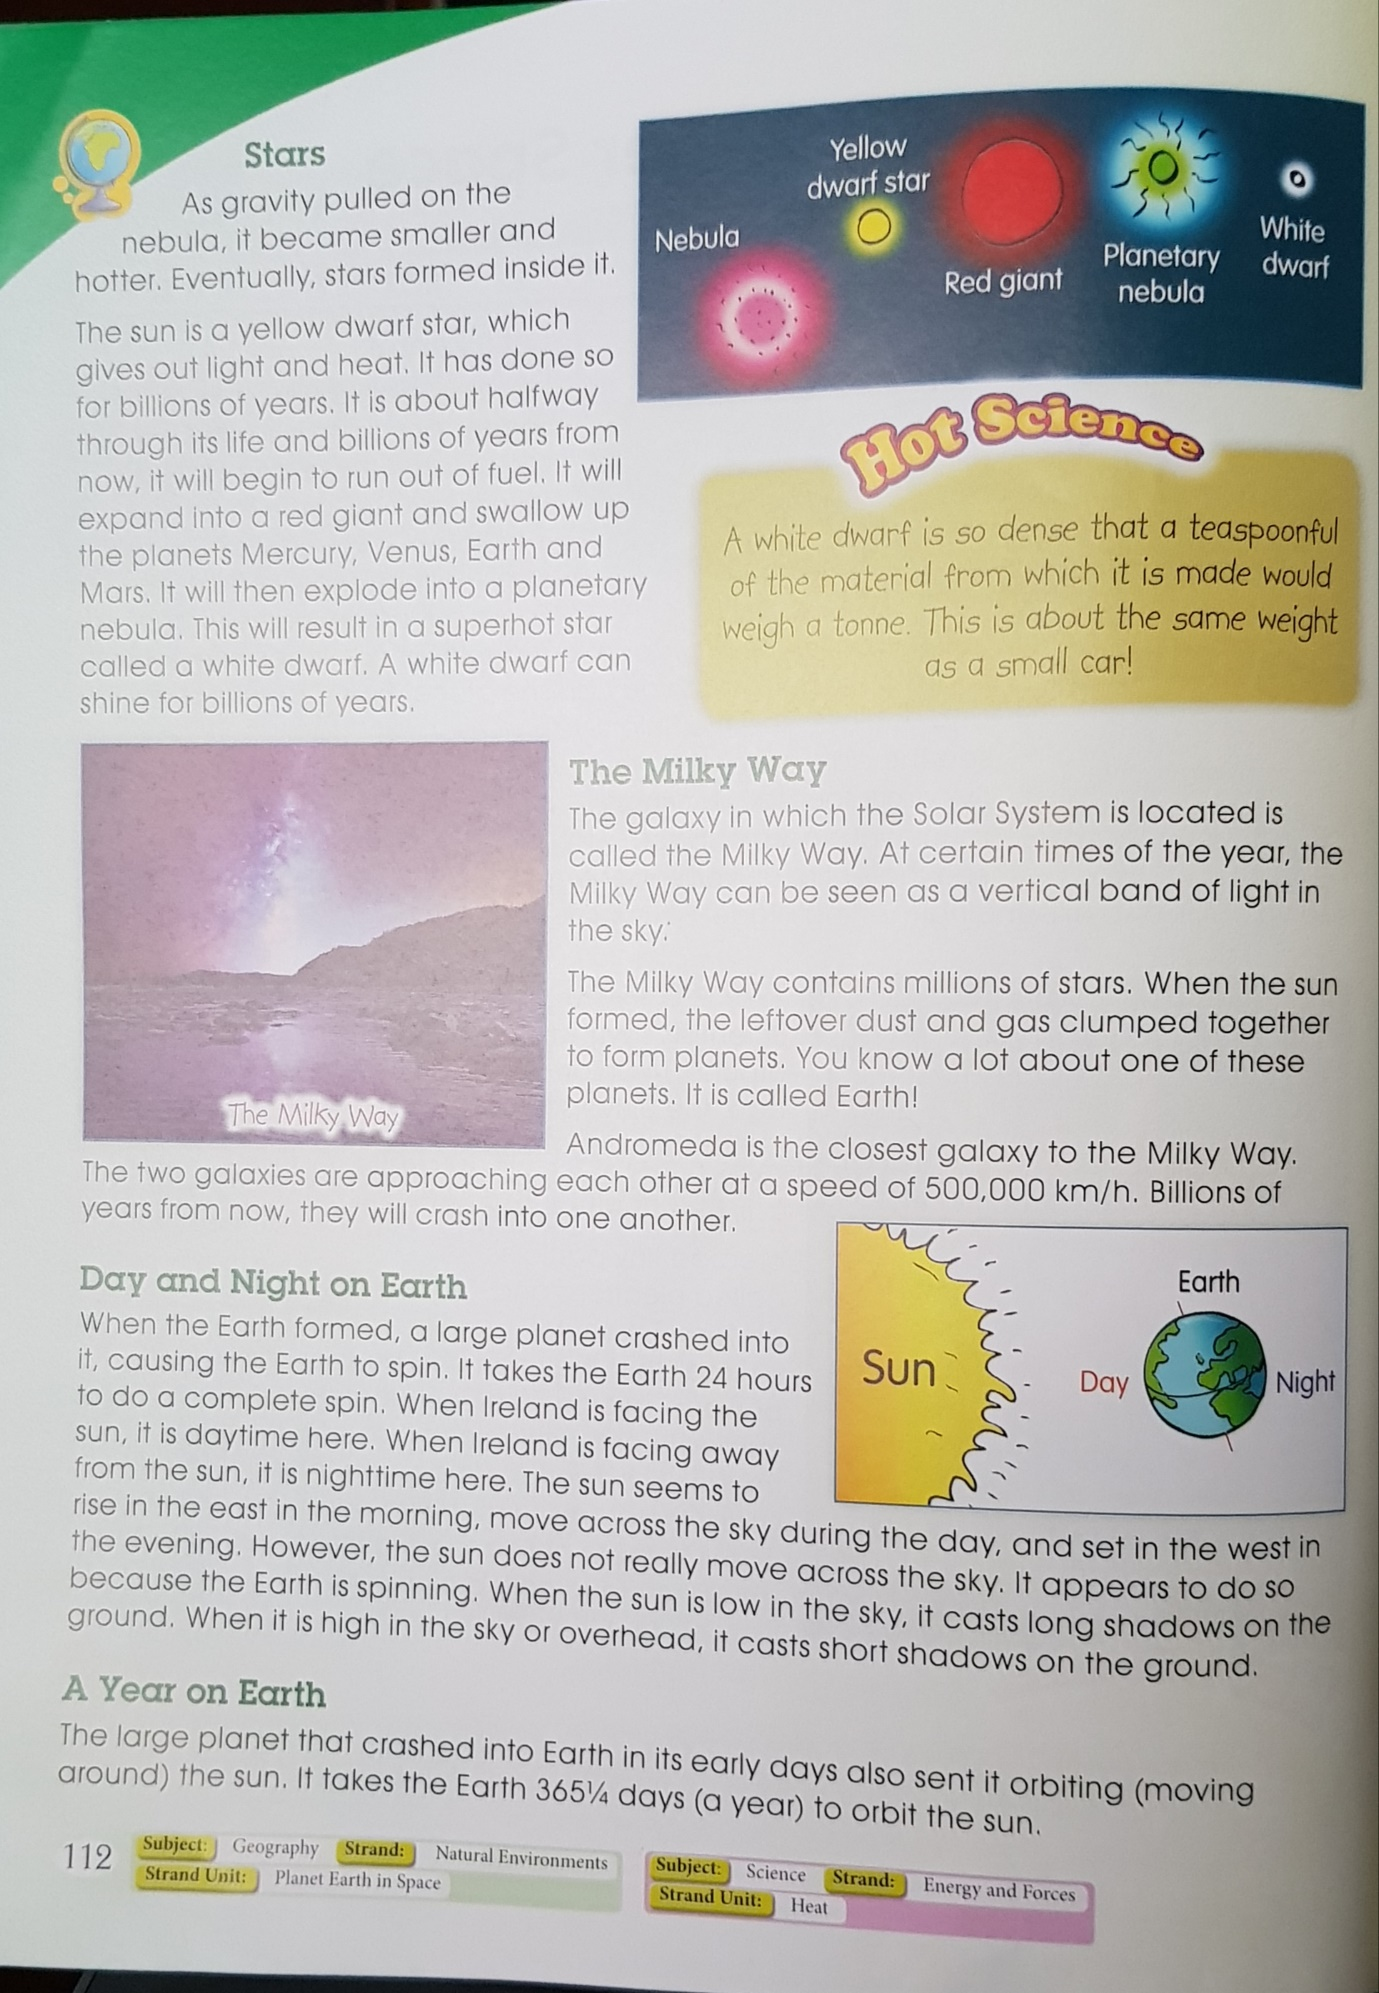 Stars
As gravity pulled on the
nebula, it became smaller and
hotter. Eventually, stars formed inside it.
The sun is a yellow dwarf star, which
gives out light and heat. It has done so
for billions of years. It is about halfway
through its life and billions of years from
now, it will begin to run out of fuel. It will
expand into a red giant and swallow up
the planets Mercury, Venus, Earth and
Mars. It will then explode into a planetary
nebula. This will result in a superhot star
called a white dwarf. A white dwarf can
shine for billions of years.
Nebula
Yellow
dwarf star
Red giant
Planetary
nebula
White
dwarf
Hot Science
A white dwarf is so dense that a teaspoonful
of the material from which it is made would
weigh a tonne. This is about the same weight
as a small car!
The Milky Way
The Milky Way
The galaxy in which the Solar System is located is
called the Milky Way. At certain times of the year, the
Milky Way can be seen as a vertical band of light in
the sky.
The Milky Way contains millions of stars. When the sun
formed, the leftover dust and gas clumped together
to form planets. You know a lot about one of these
planets. It is called Earth!
Andromeda is the closest galaxy to the Milky Way.
The two galaxies are approaching each other at a speed of 500,000 km/h. Billions of
years from now, they will crash into one another.
Day and Night on Earth
When the Earth formed, a large planet crashed into
it, causing the Earth to spin. It takes the Earth 24 hours
to do a complete spin. When Ireland is facing the
sun, it is daytime here. When Ireland is facing away
from the sun, it is nighttime here. The sun seems to
rise in the east in the morning, move across the sky during the day, and set in the west in
the evening. However, the sun does not really move across the sky. It appears to do so
because the Earth is spinning. When the sun is low in the sky, it casts long shadows on the
ground. When it is high in the sky or overhead, it casts short shadows on the ground.
Sun
Earth
Day
Night
A Year on Earth
The large planet that crashed into Earth in its early days also sent it orbiting (moving
around) the sun. It takes the Earth 365¼ days (a year) to orbit the sun.
112
Subject: Geography Strand: Natural Environments
Strand Unit: Planet Earth in Space
Subject: Science Strand: Energy and Forces
Strand Unit: Heat